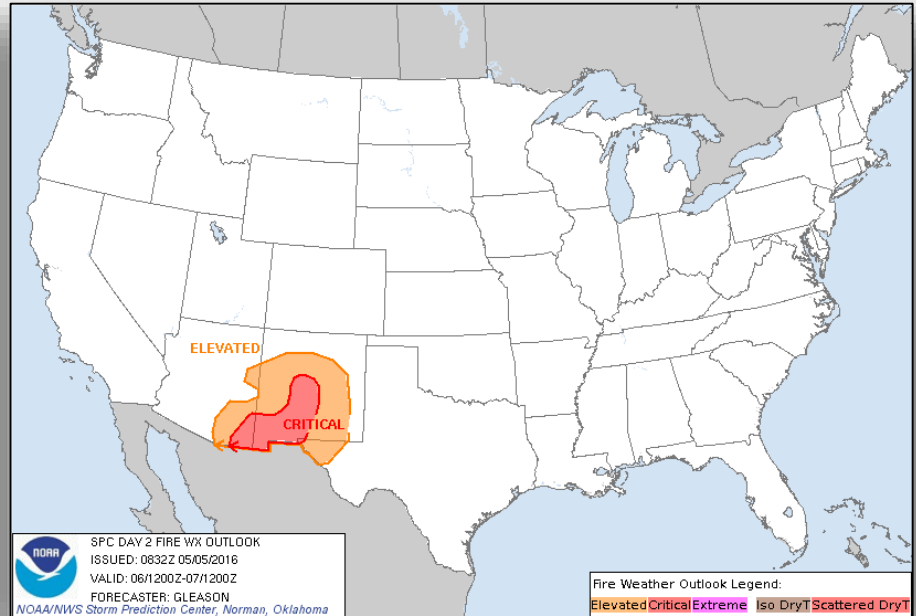 ELEVATED
CRITICAL
NOAA
SPC DAY 2 FIRE WX OUTLOOK
ISSUED: 0832Z 05/05/2016
VALID: 06/1200Z-07/1200Z
FORECASTER: GLEASON
NOAA/NWS Storm Prediction Center, Norman, Oklahoma
Fire Weather Outlook Legend:
Elevated Critical Extreme Iso DryT Scattered DryT